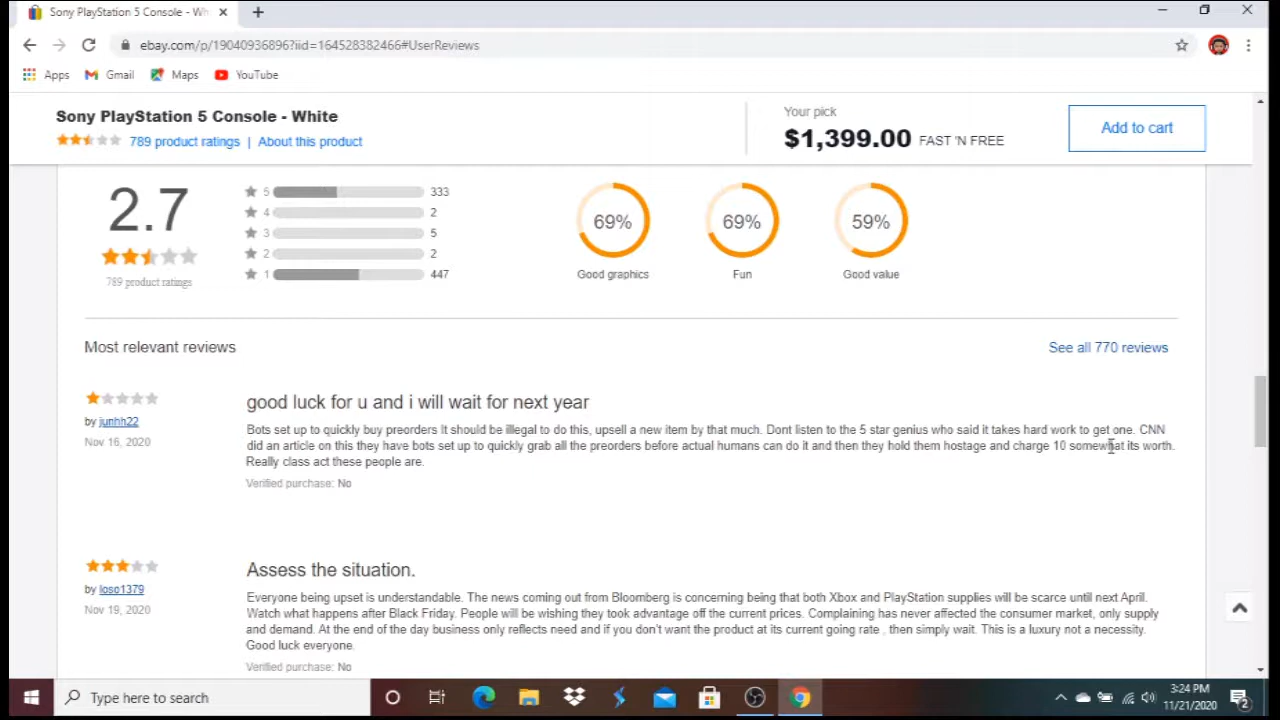 Sony PlayStation 5 Console - Wh
ebay.com/p/19040936896?iid=164528382466#UserReviews
Apps Gmail Maps YouTube
Sony PlayStation 5 Console - White
789 product ratings | About this product
Your pick
$1,399.00 FAST 'N FREE
Add to cart
2.7
789 product ratings
5 333
4 2
3 5
2 2
1 447
69% 69% 59%
Good graphics Fun Good value
Most relevant reviews See all 770 reviews
by junhh22
Nov 16, 2020
good luck for u and i will wait for next year
Bots set up to quickly buy preorders It should be illegal to do this, upsell a new item by that much. Dont listen to the 5 star genius who said it takes hard work to get one. CNN
did an article on this they have bots set up to quickly grab all the preorders before actual humans can do it and then they hold them hostage and charge 10 somewhat its worth.
Really class act these people are.
Verified purchase: No
by loso1379
Nov 19, 2020
Assess the situation.
Everyone being upset is understandable. The news coming out from Bloomberg is concerning being that both Xbox and PlayStation supplies will be scarce until next April.
Watch what happens after Black Friday. People will be wishing they took advantage off the current prices. Complaining has never affected the consumer market, only supply
and demand. At the end of the day business only reflects need and if you don't want the product at its current going rate , then simply wait. This is a luxury not a necessity.
Good luck everyone.
Verified purchase: No
Type here to search
3:24 PM
11/21/2020
2